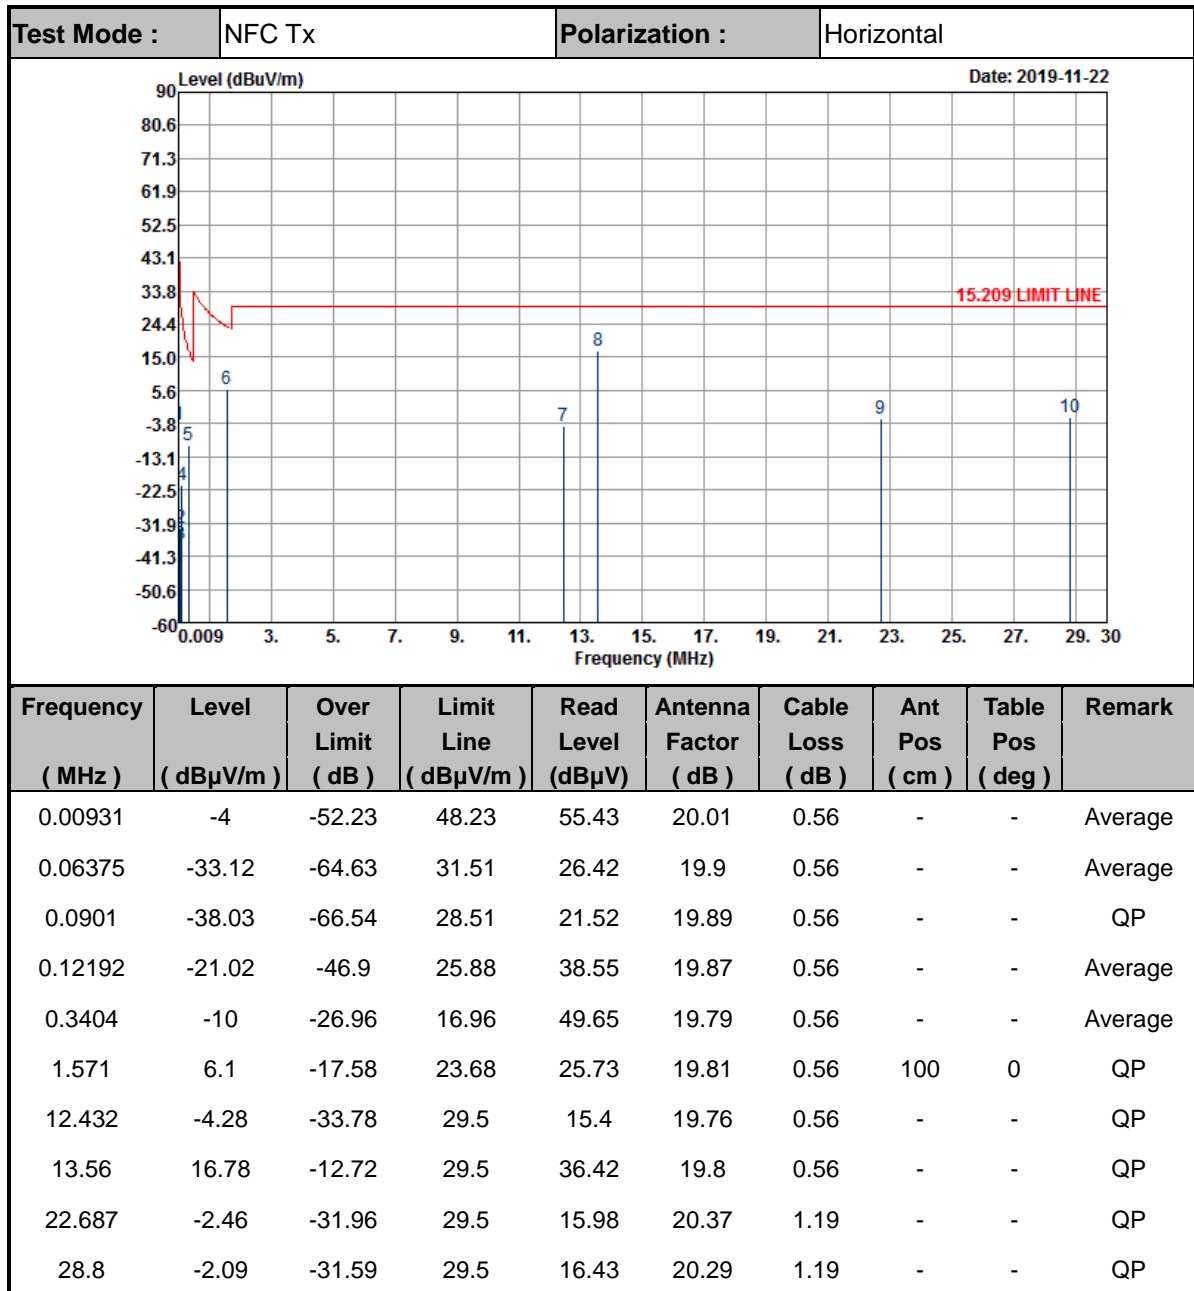 Test Mode : NFC Tx Polarization : Horizontal
Level (dBuV/m) Date: 2019-11-22
90
80.6
71.3
61.9
52.5
43.1
33.8
15.209 LIMIT LINE
24.4
8
15.0
6
5.6
9 10
1 7
-3.8
5
-13.1
4
-22.5
2
-31.9
3
-41.3
-50.6
-60
0.009 3. 5. 7. 9. 11. 13. 15. 17. 19. 21. 23. 25. 27. 29. 30
Frequency (MHz)
Frequency Level Over Limit Read Antenna Cable Ant Table Remark
Limit Line Level Factor Loss Pos Pos
( MHz ) ( dBµV/m ) ( dB ) ( dBµV/m ) (dBµV) ( dB ) ( dB ) ( cm ) ( deg )
0.00931 -4 -52.23 48.23 55.43 20.01 0.56 - - Average
0.06375 -33.12 -64.63 31.51 26.42 19.9 0.56 - - Average
0.0901 -38.03 -66.54 28.51 21.52 19.89 0.56 - - QP
0.12192 -21.02 -46.9 25.88 38.55 19.87 0.56 - - Average
0.3404 -10 -26.96 16.96 49.65 19.79 0.56 - - Average
1.571 6.1 -17.58 23.68 25.73 19.81 0.56 100 0 QP
12.432 -4.28 -33.78 29.5 15.4 19.76 0.56 - - QP
13.56 16.78 -12.72 29.5 36.42 19.8 0.56 - - QP
22.687 -2.46 -31.96 29.5 15.98 20.37 1.19 - - QP
28.8 -2.09 -31.59 29.5 16.43 20.29 1.19 - - QP